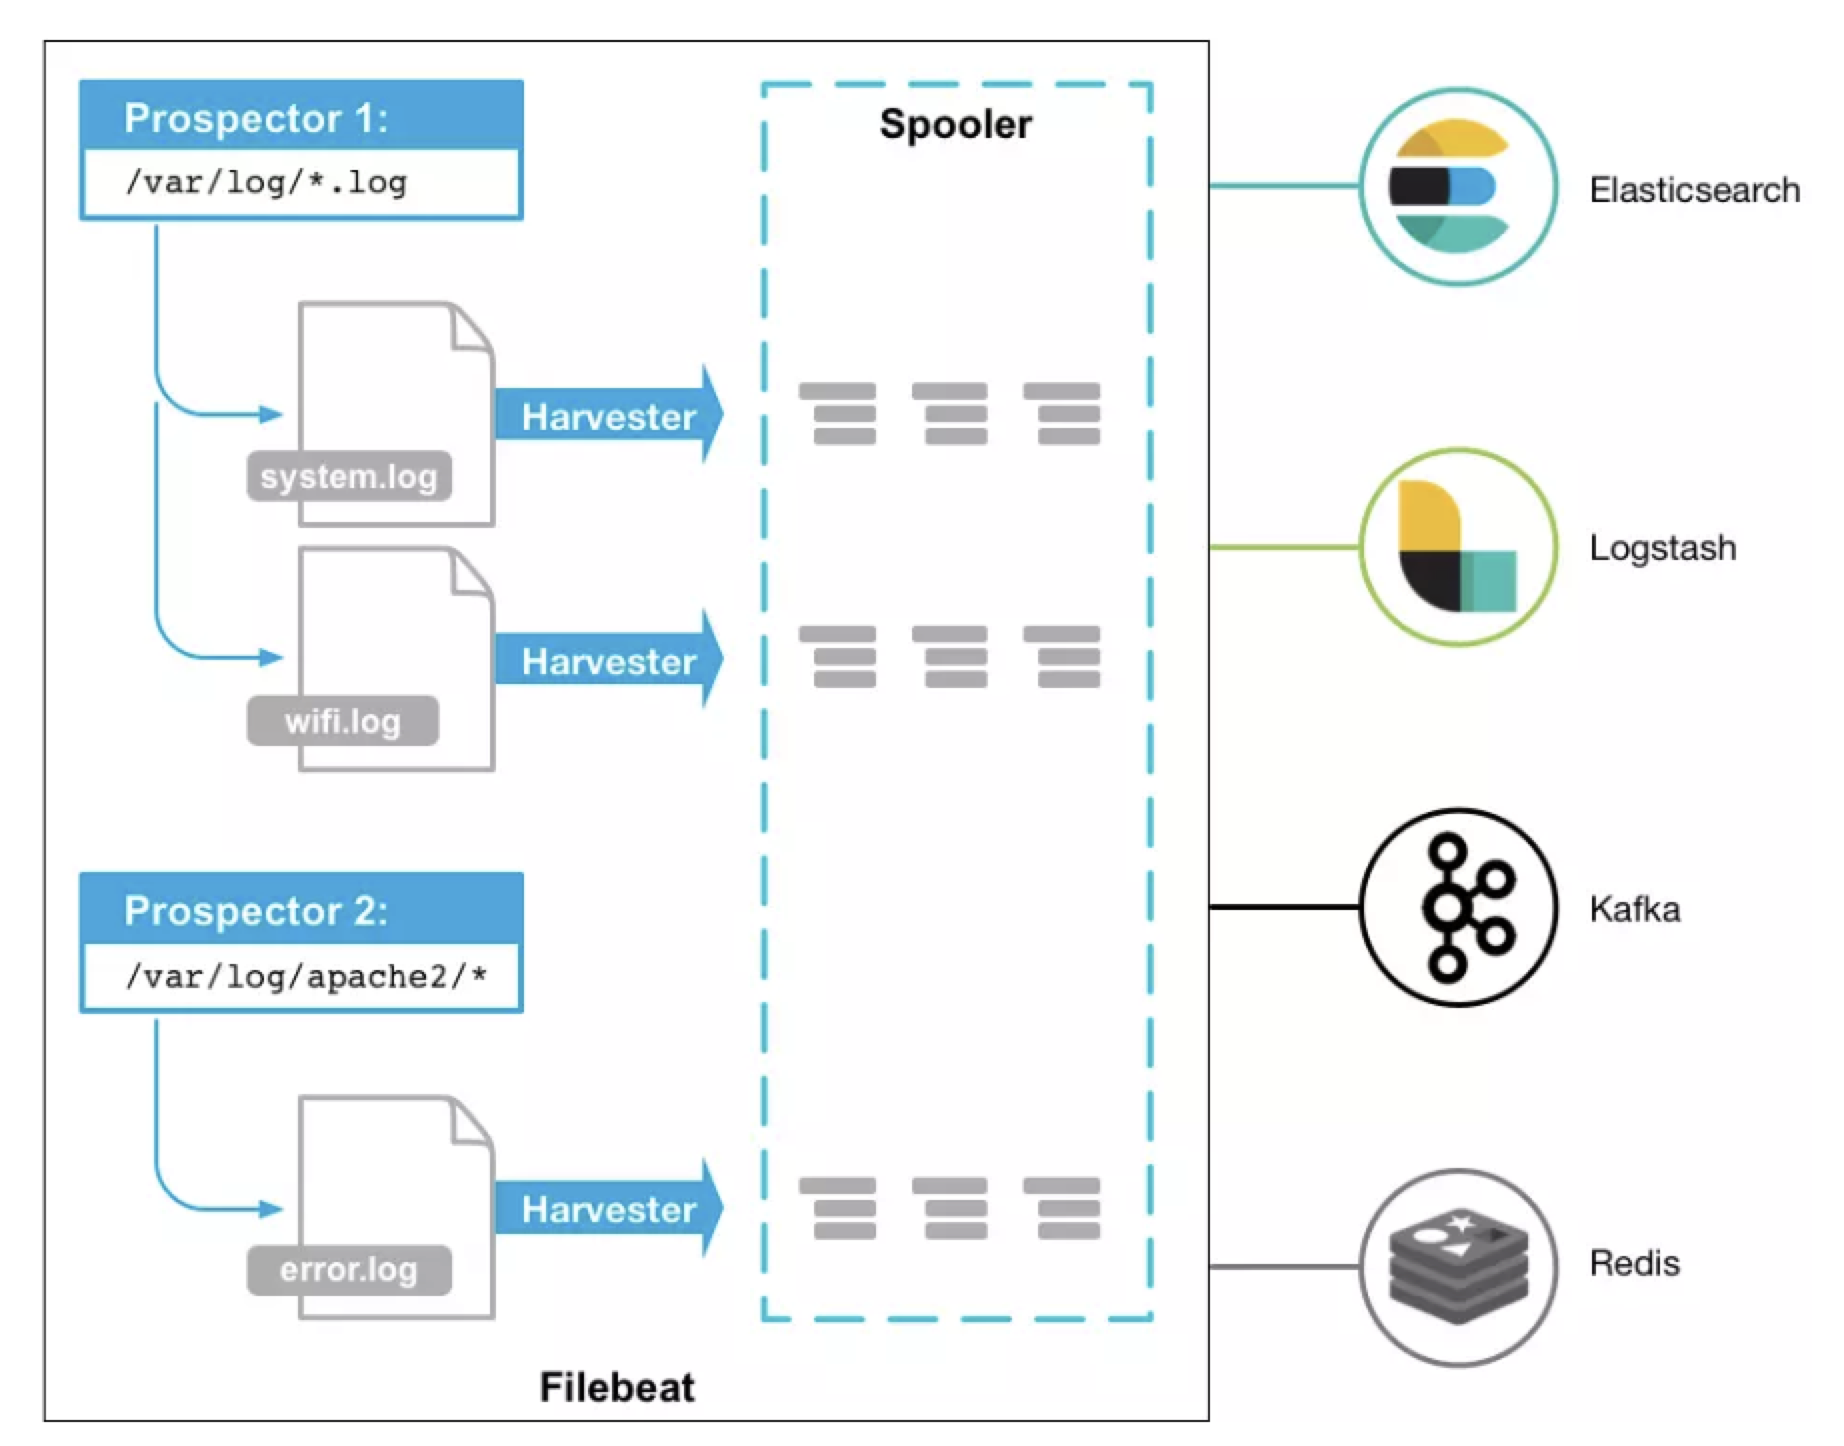 Prospector 1:
/var/log/*.log
Spooler
Harvester
system.log
Harvester
wifi.log
Prospector 2:
/var/log/apache2/*
Harvester
error.log
Filebeat
Elasticsearch
Logstash
Kafka
Redis